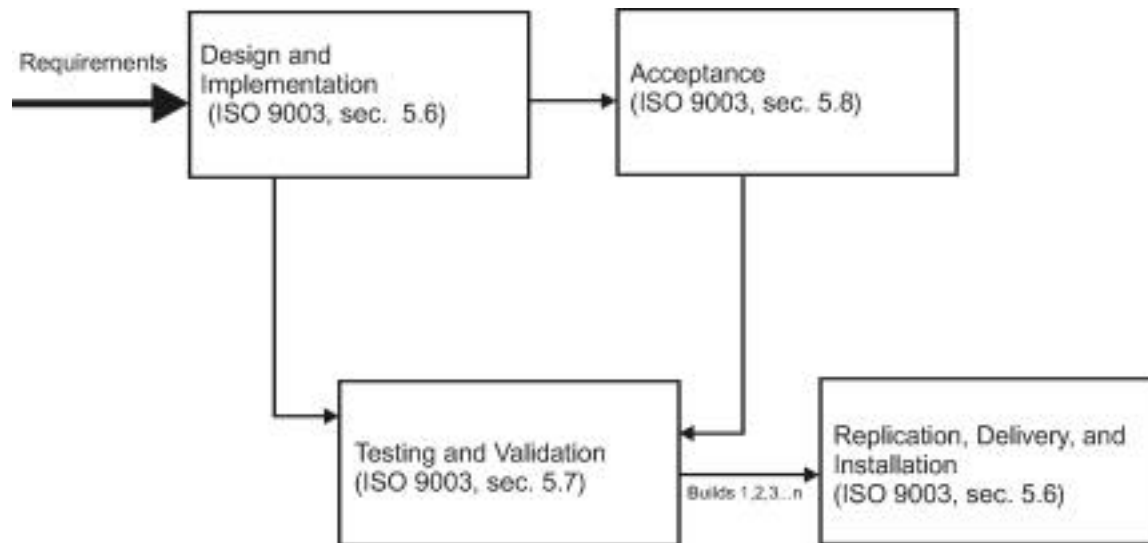 Requirements
Design and
Implementation
(ISO 9003, sec. 5.6)
Acceptance
(ISO 9003, sec. 5.8)
Testing and Validation
(ISO 9003, sec. 5.7)
Builds 1,2,3...n
Replication, Delivery, and
Installation
(ISO 9003, sec. 5.6)